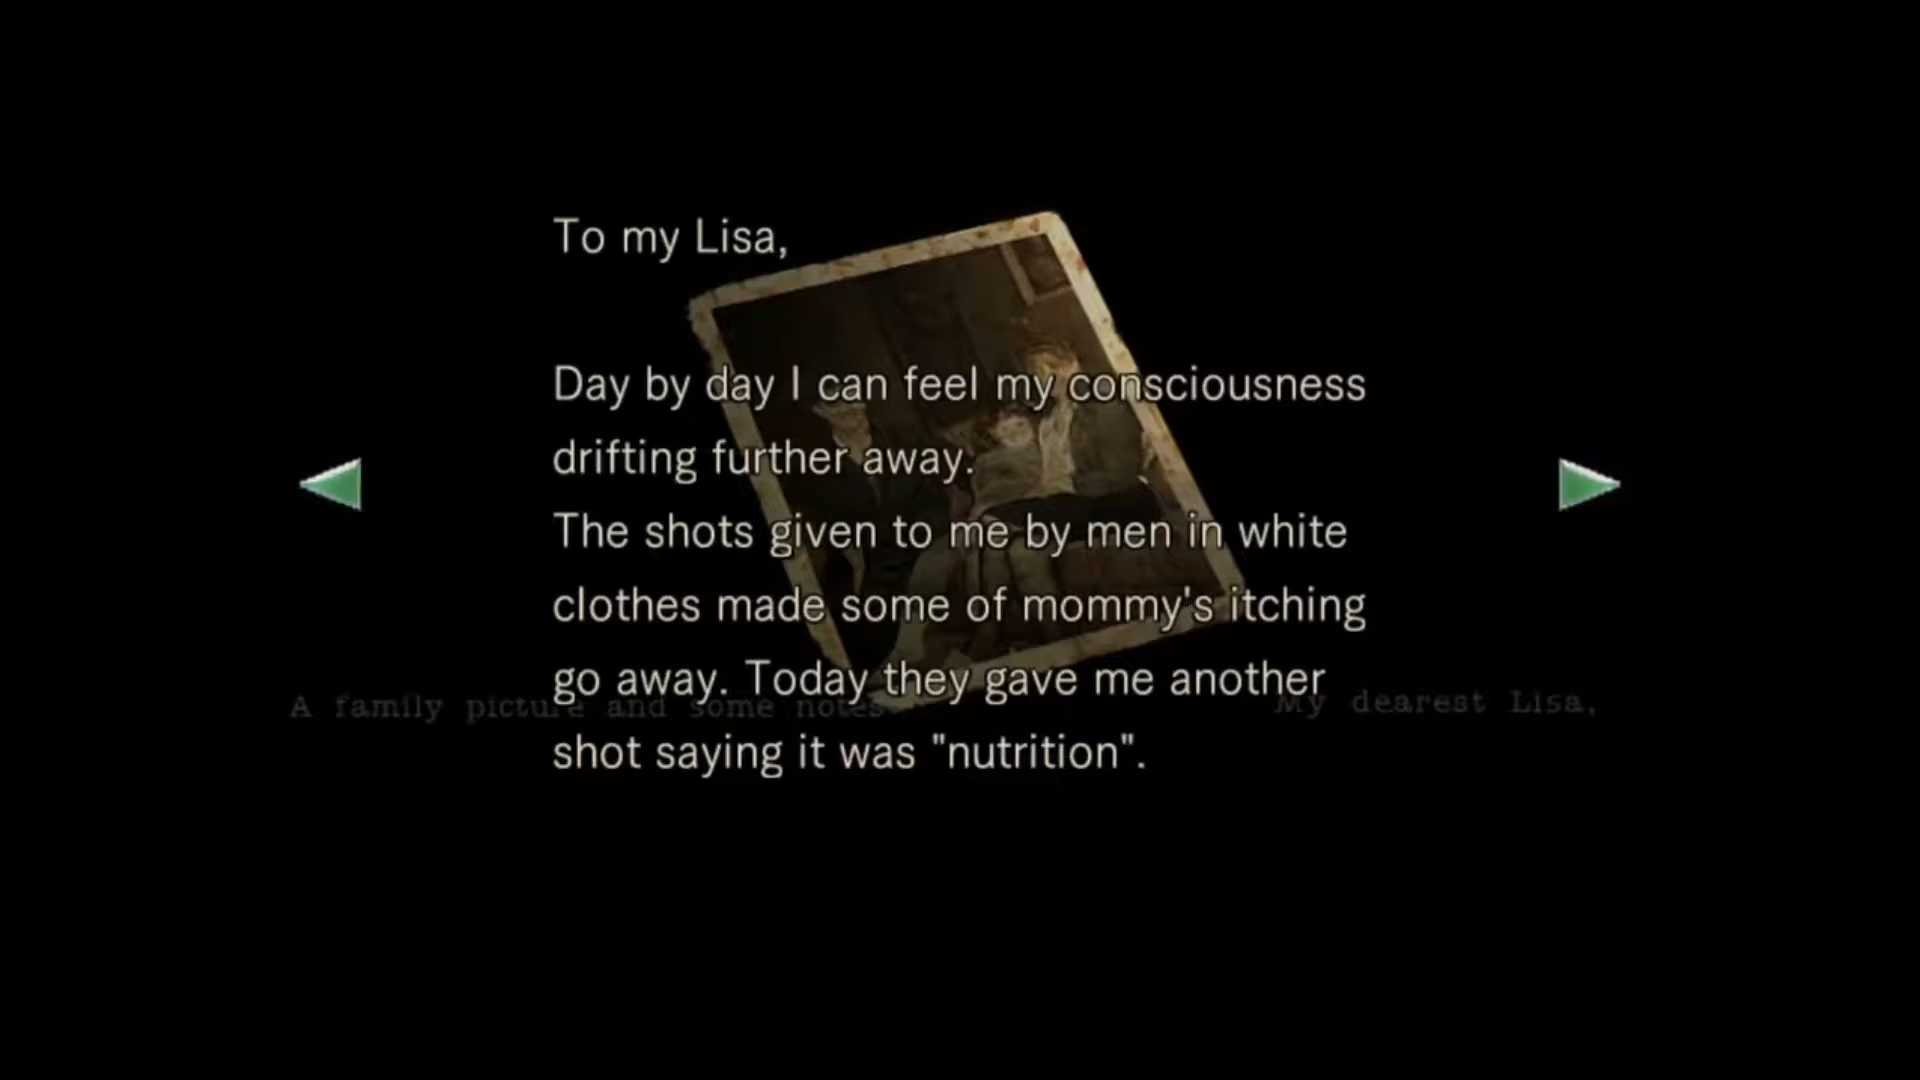 To my Lisa,
Day by day I can feel my consciousness
drifting further away.
The shots given to me by men in white
clothes made some of mommy's itching
go away. Today they gave me another
A family picture and some notes
My dearest Lisa,
shot saying it was "nutrition".